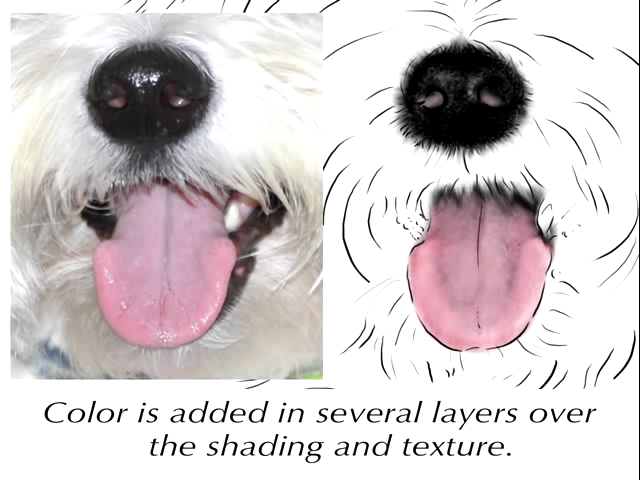 Color is added in several layers over
the shading and texture.